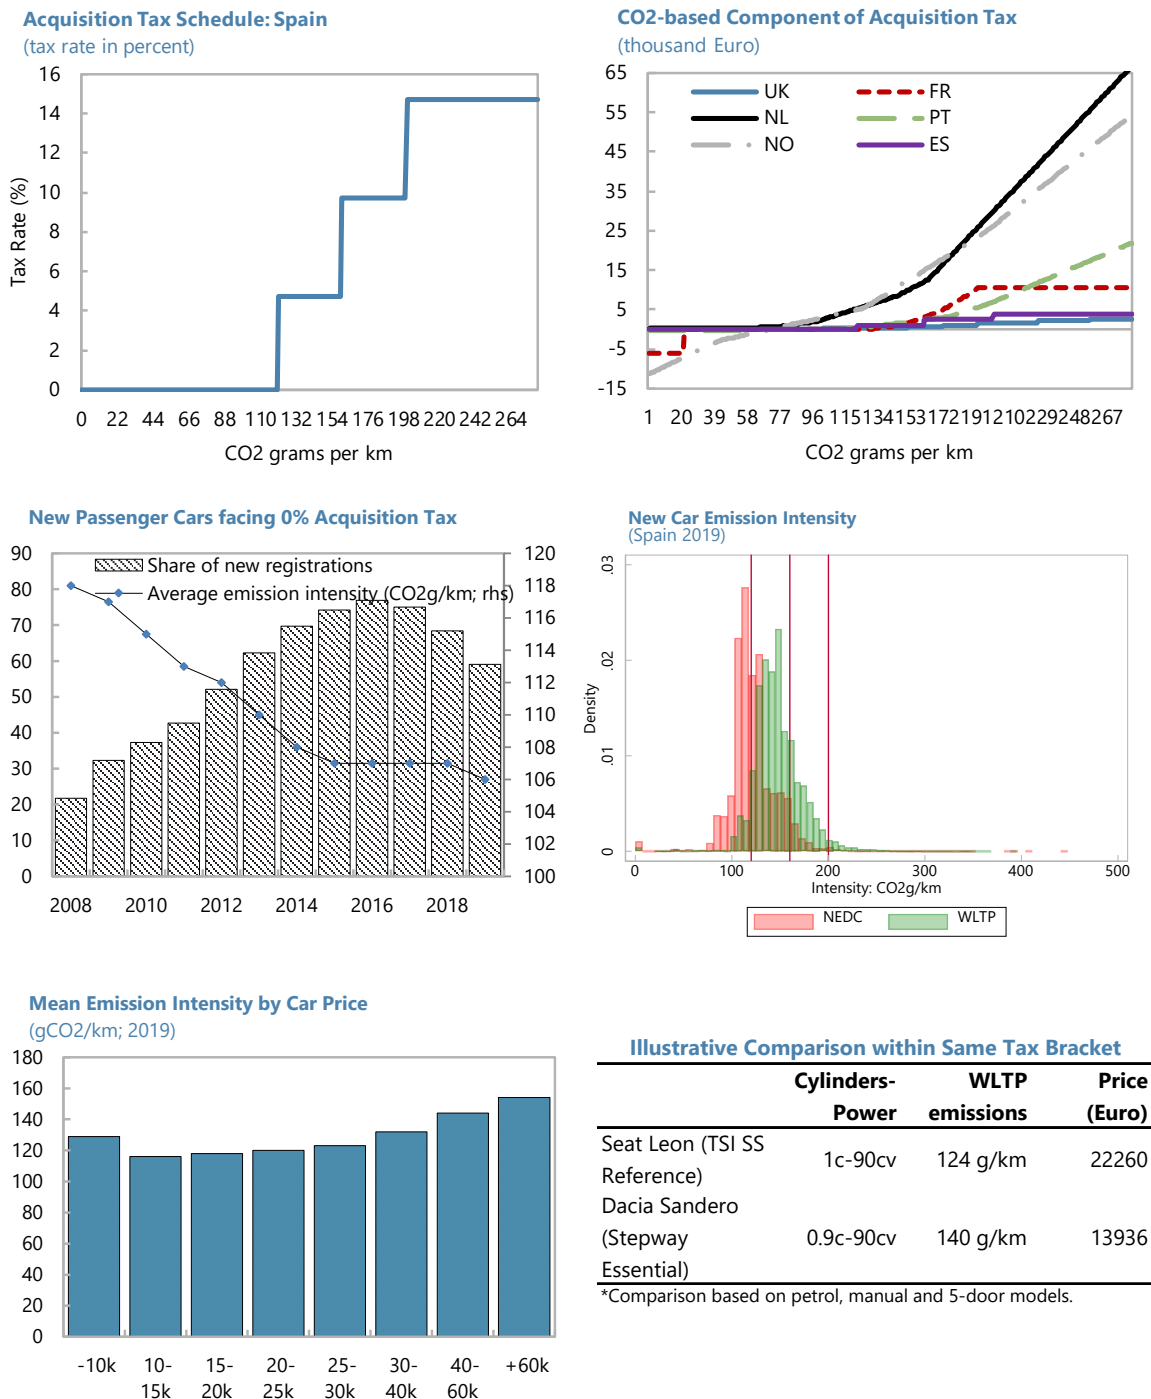 Acquisition Tax Schedule: Spain
(tax rate in percent)
16
14
12
10
8
6
4
2
0
Tax Rate (%)
0 22 44 66 88 110 132 154 176 198 220 242 264
CO2 grams per km
CO2-based Component of Acquisition Tax
(thousand Euro)
65
55
45
35
25
15
5
-5
-15
UK FR
NL PT
NO ES
1 20 39 58 77 96 115 134 153 172 191 210 229 248 267
CO2 grams per km
New Passenger Cars facing 0% Acquisition Tax
90
80
70
60
50
40
30
20
10
0
Share of new registrations
Average emission intensity (CO2g/km; rhs)
120
118
116
114
112
110
108
106
104
102
100
2008 2010 2012 2014 2016 2018
New Car Emission Intensity
(Spain 2019)
.03
.02
.01
0
Density
0 100 200 300 400 500
Intensity: CO2g/km
NEDC WLTP
Mean Emission Intensity by Car Price
(gCO2/km; 2019)
180
160
140
120
100
80
60
40
20
0
-10k 10- 15- 20- 25- 30- 40- +60k
15k 20k 25k 30k 40k 60k
Illustrative Comparison within Same Tax Bracket
Cylinders- WLTP Price
Power emissions (Euro)
Seat Leon (TSI SS
Reference) 1c-90cv 124 g/km 22260
Dacia Sandero
(Stepway 0.9c-90cv 140 g/km 13936
Essential)
*Comparison based on petrol, manual and 5-door models.